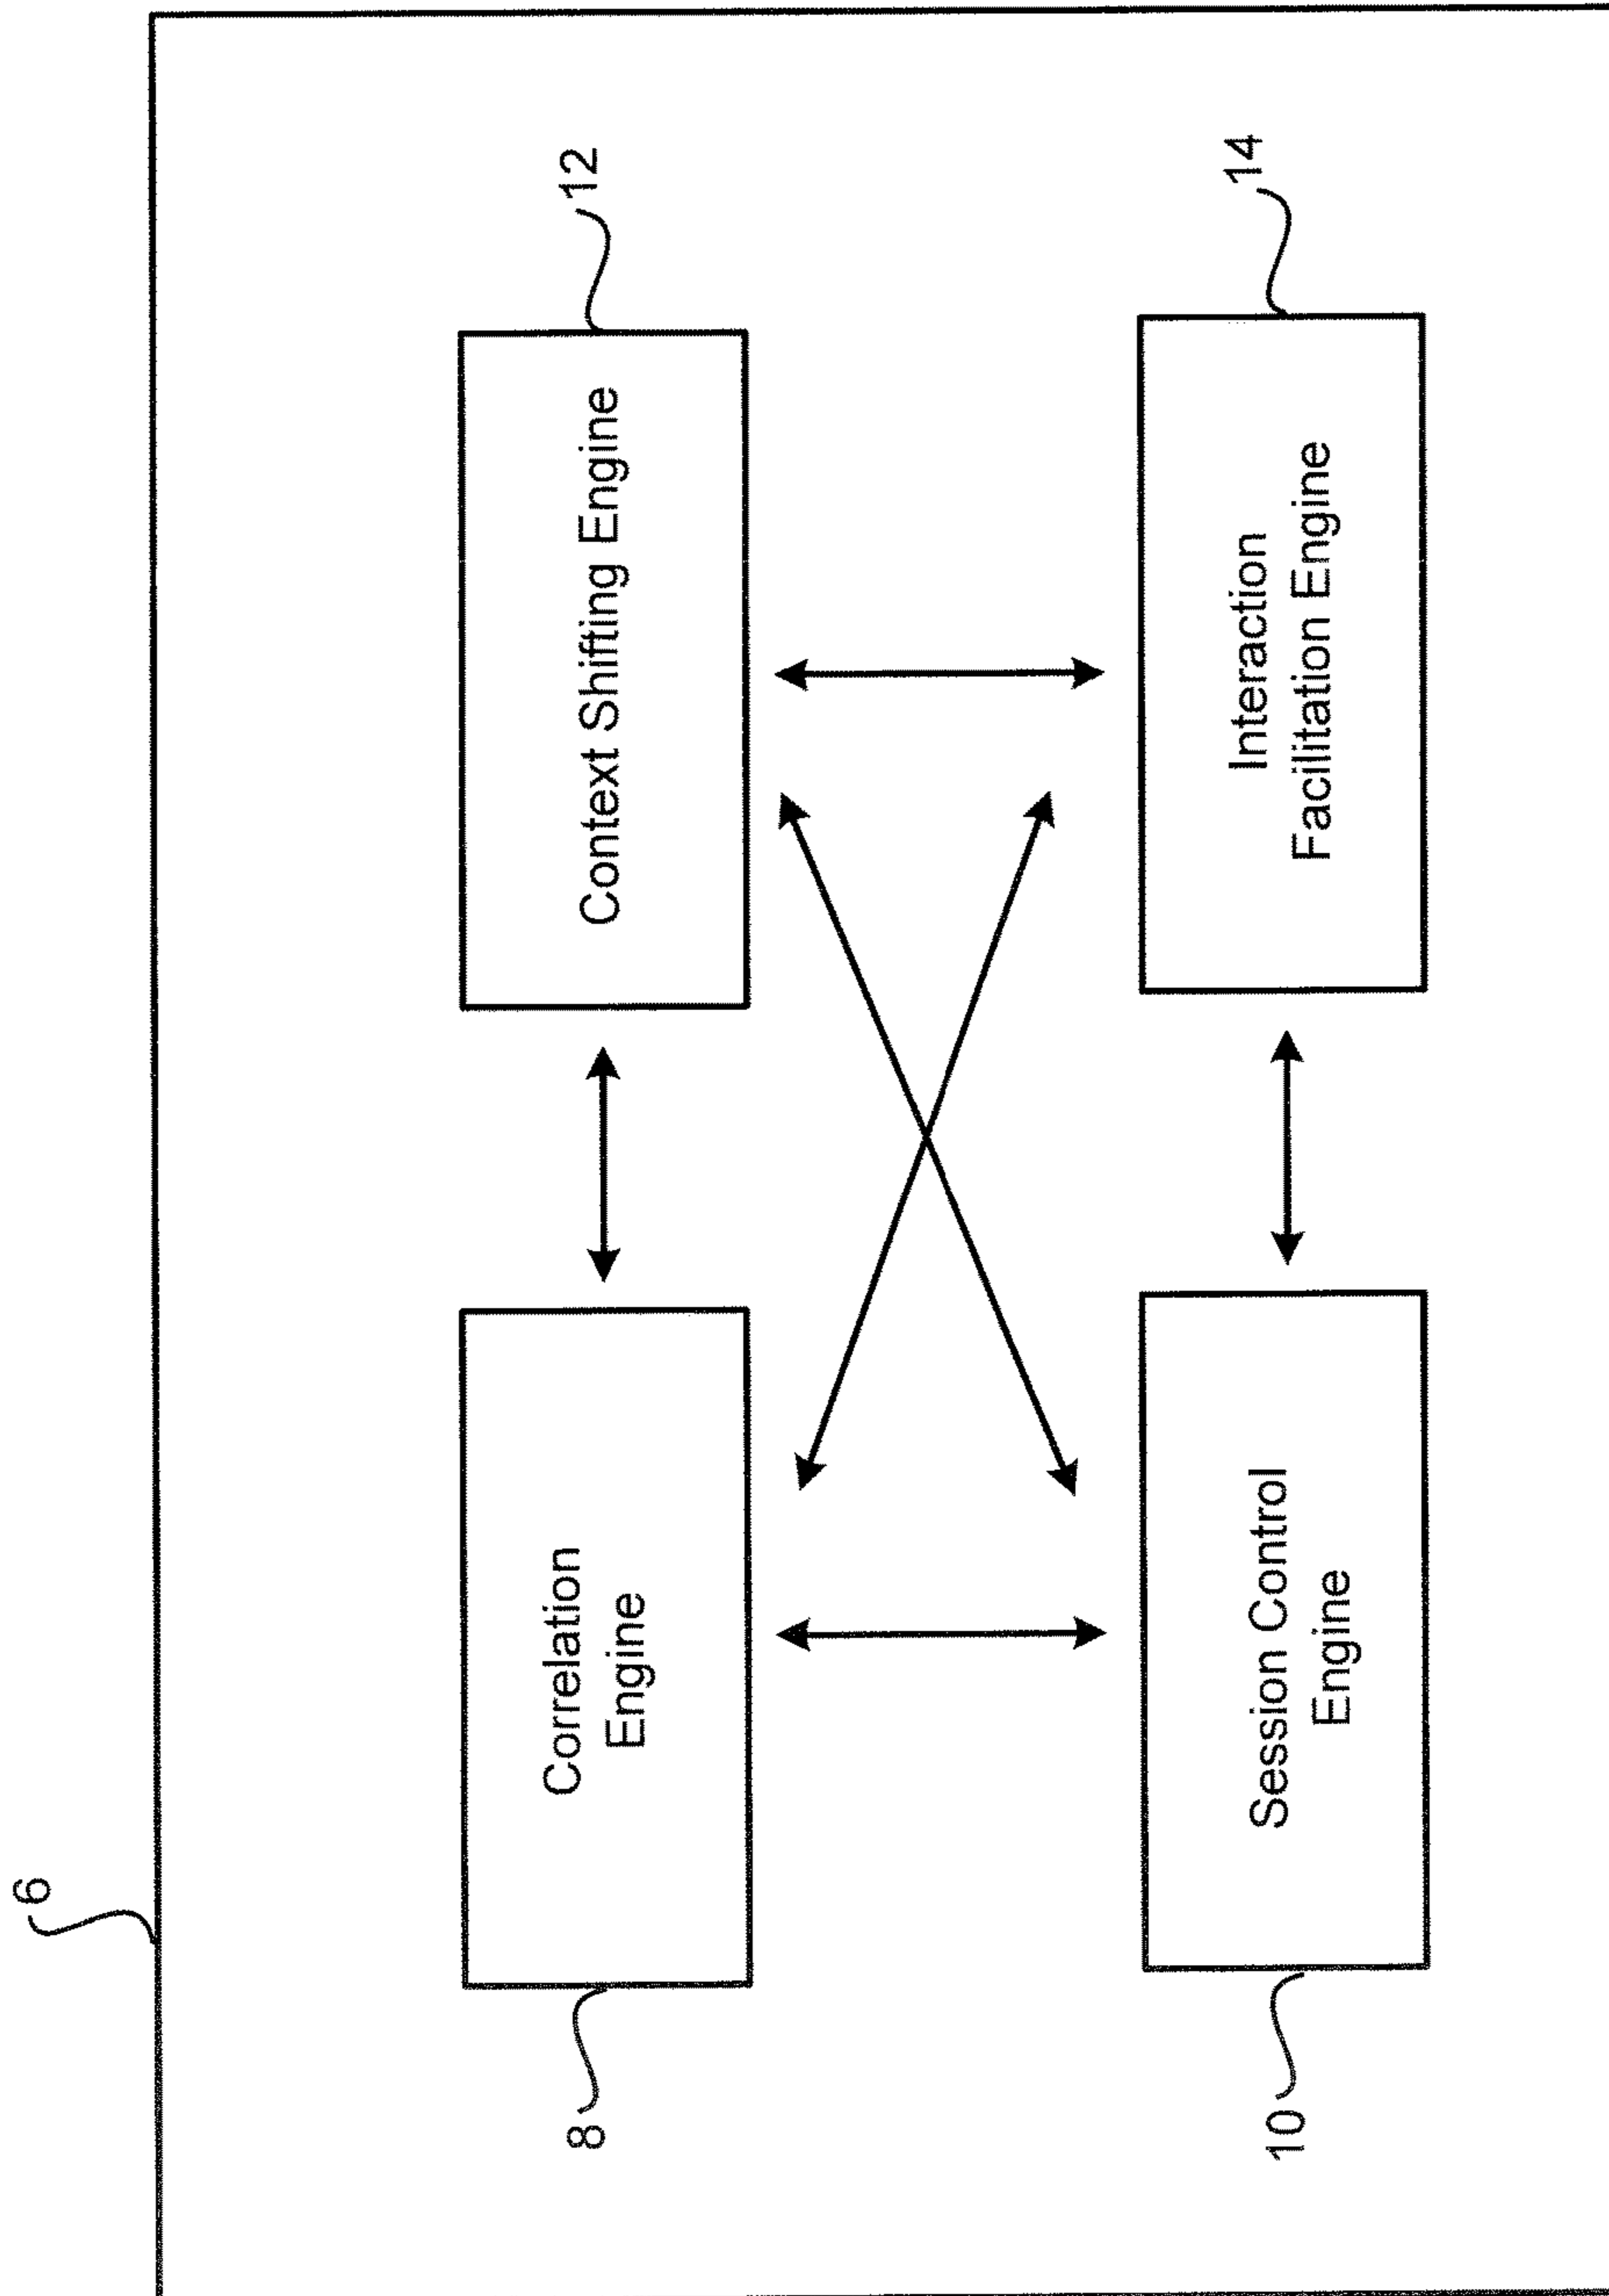 6
8
Correlation
Engine
Context Shifting Engine
12
10
Session Control
Engine
Interaction
Facilitation Engine
14